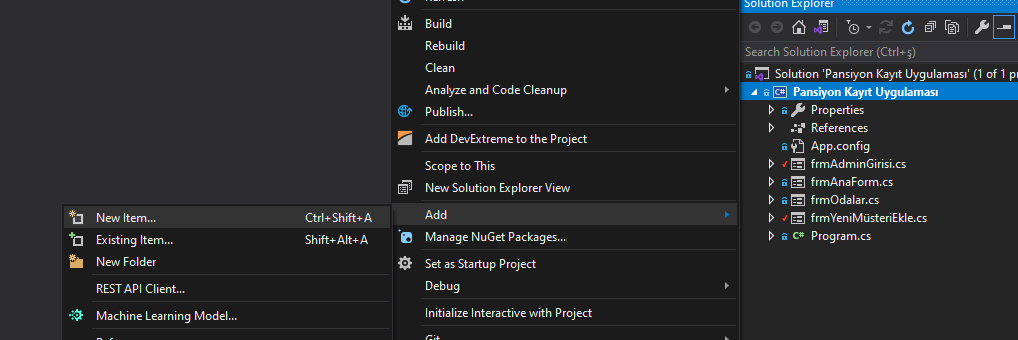 Build
Rebuild
Clean
Analyze and Code Cleanup
Publish...
Add DevExtreme to the Project
Scope to This
New Solution Explorer View
Add
Manage NuGet Packages...
Set as Startup Project
Debug
Initialize Interactive with Project
New Item... Ctrl+Shift+A
Existing Item... Shift+Alt+A
New Folder
REST API Client...
Machine Learning Model...
Solution Explorer
Search Solution Explorer (Ctrl+ş)
Solution 'Pansiyon Kayıt Uygulaması' (1 of 1 pr
C# Pansiyon Kayıt Uygulaması
Properties
References
App.config
frmAdminGirisi.cs
frmAnaForm.cs
frmOdalar.cs
frmYeniMüsteriEkle.cs
C# Program.cs